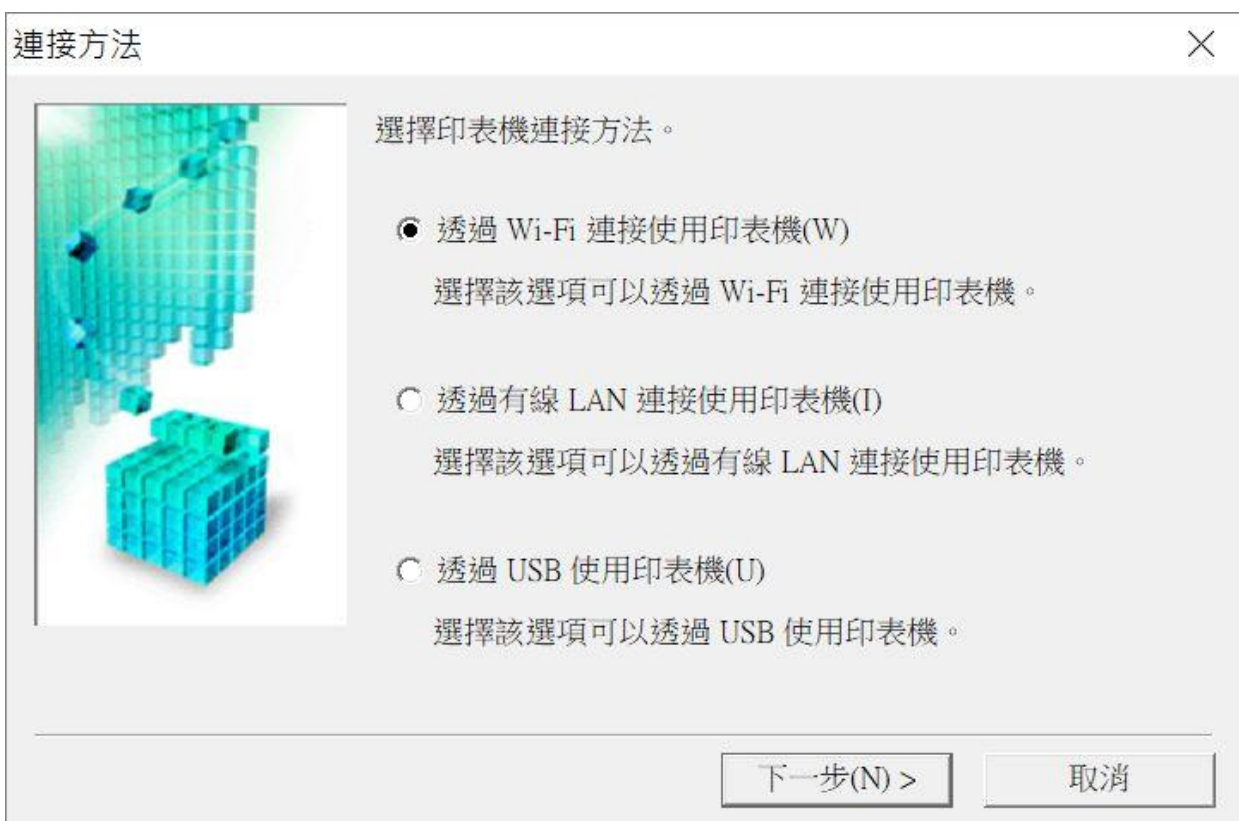 連接方法
選擇印表機連接方法。
透過 Wi-Fi 連接使用印表機(W)
選擇該選項可以透過 Wi-Fi 連接使用印表機。
透過有線 LAN 連接使用印表機(I)
選擇該選項可以透過有線 LAN 連接使用印表機。
透過 USB 使用印表機(U)
選擇該選項可以透過 USB 使用印表機。
下一步(N) >
取消